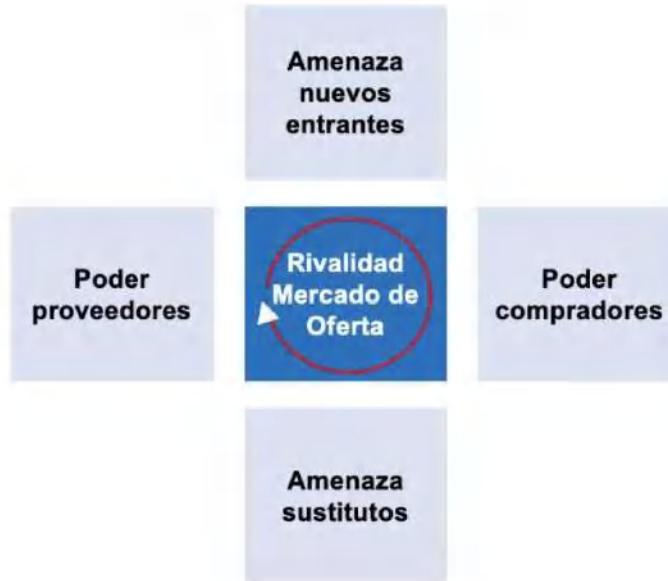 Amenaza
nuevos
entrantes
Poder
proveedores
Rivalidad
Mercado de
Oferta
Poder
compradores
Amenaza
sustitutos